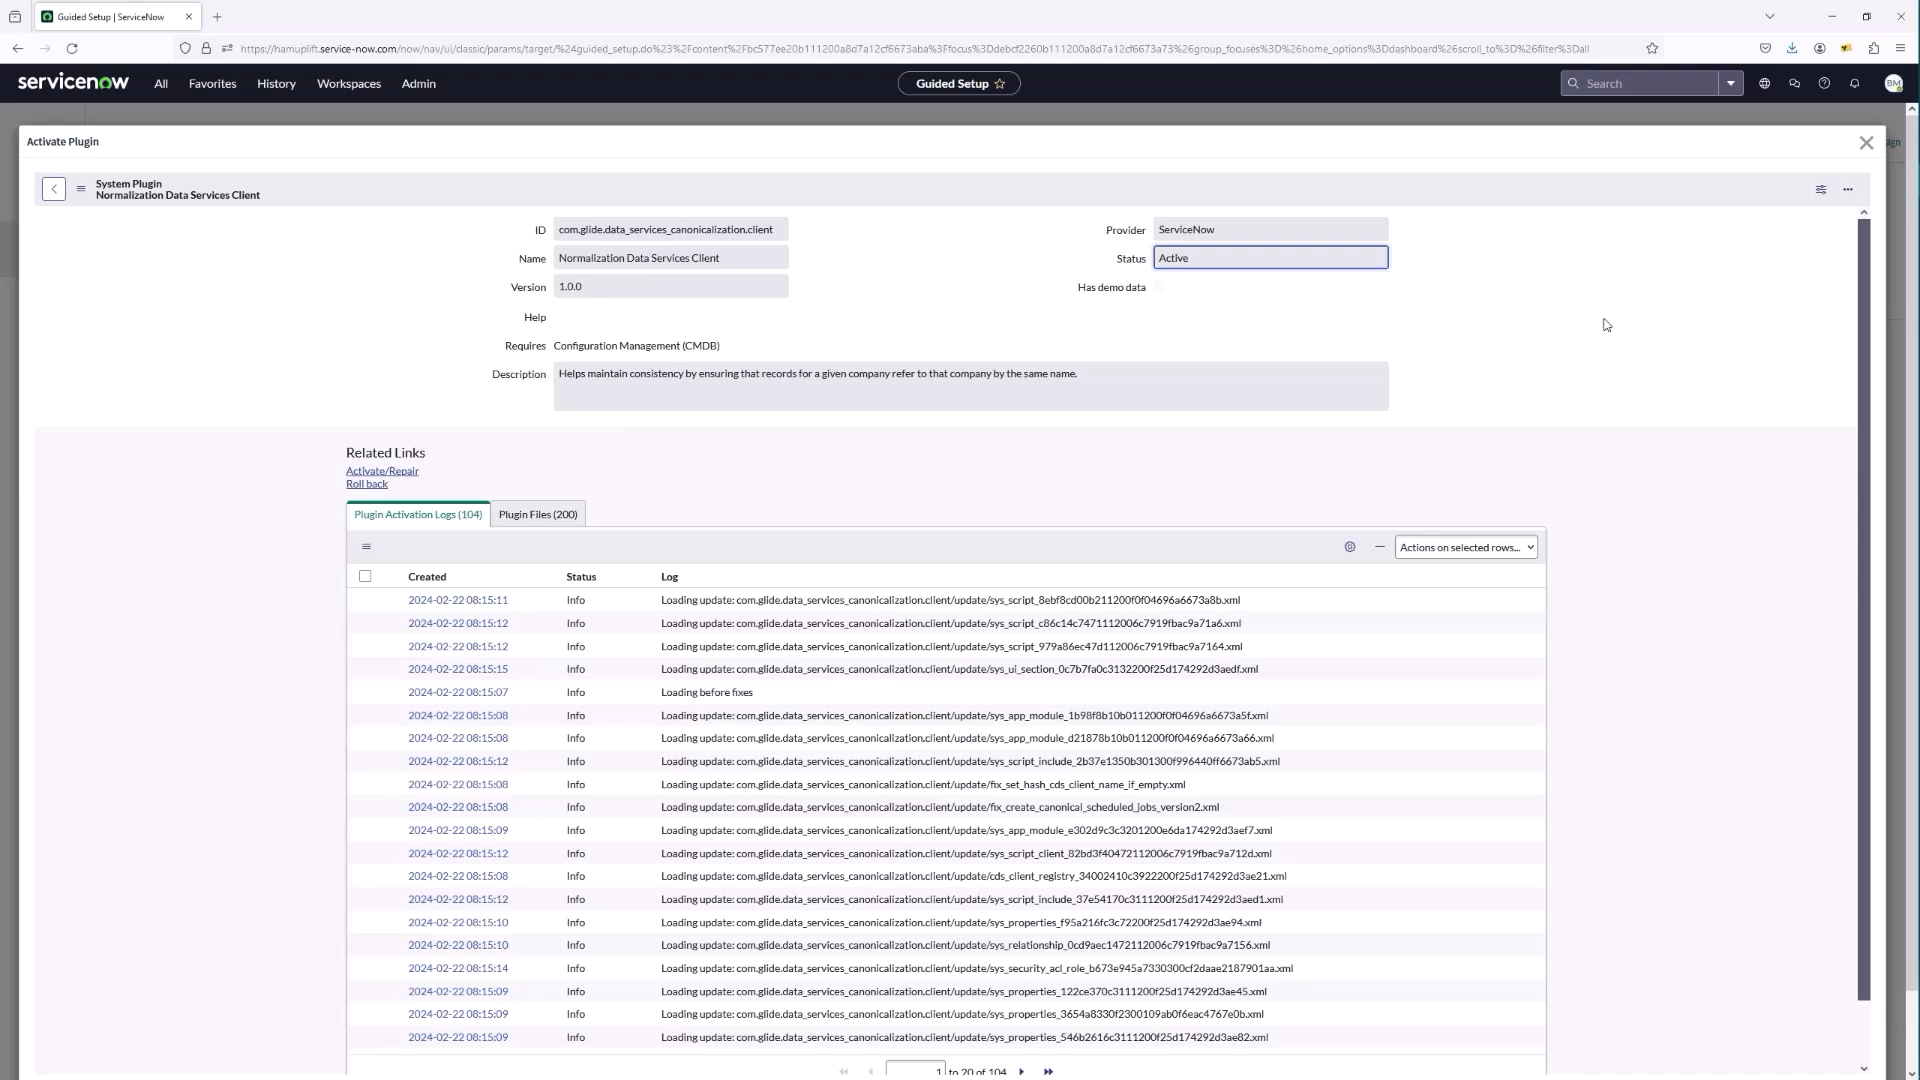 Guided Setup | ServiceNow
https://hamuplift.service-now.com/now/nav/ui/classic/params/target/%24guided_setup.do%23%2Fcontent%2Fbc577ee20b111200a8d7a12cf6673aba%3Ffocus%3Ddebcf2260b111200a8d7a12cf6673a73%26group_focuses%3D%26home_options%3Ddashboard%26scroll_to%3D%26filter%3Dall
servicenow All Favorites History Workspaces Admin Guided Setup Search BM
Activate Plugin
System Plugin
Normalization Data Services Client
ID com.glide.data_services_canonicalization.client Provider ServiceNow
Name Normalization Data Services Client Status Active
Version 1.0.0 Has demo data
Help
Requires Configuration Management (CMDB)
Description Helps maintain consistency by ensuring that records for a given company refer to that company by the same name.
Related Links
Activate/Repair
Roll back
Plugin Activation Logs (104) Plugin Files (200)
Actions on selected rows...
Created Status Log
2024-02-22 08:15:11 Info Loading update: com.glide.data_services_canonicalization.client/update/sys_script_8ebf8cd00b211200f0f04696a6673a8b.xml
2024-02-22 08:15:12 Info Loading update: com.glide.data_services_canonicalization.client/update/sys_script_c86c14c7471112006c7919fbac9a71a6.xml
2024-02-22 08:15:12 Info Loading update: com.glide.data_services_canonicalization.client/update/sys_script_979a86ec47d112006c7919fbac9a7164.xml
2024-02-22 08:15:15 Info Loading update: com.glide.data_services_canonicalization.client/update/sys_ui_section_0c7b7fa0c3132200f25d174292d3aedf.xml
2024-02-22 08:15:07 Info Loading before fixes
2024-02-22 08:15:08 Info Loading update: com.glide.data_services_canonicalization.client/update/sys_app_module_1b98f8b10b011200f0f04696a6673a5f.xml
2024-02-22 08:15:08 Info Loading update: com.glide.data_services_canonicalization.client/update/sys_app_module_d21878b10b011200f0f04696a6673a66.xml
2024-02-22 08:15:12 Info Loading update: com.glide.data_services_canonicalization.client/update/sys_script_include_2b37e1350b301300f996440ff6673ab5.xml
2024-02-22 08:15:08 Info Loading update: com.glide.data_services_canonicalization.client/update/fix_set_hash_cds_client_name_if_empty.xml
2024-02-22 08:15:08 Info Loading update: com.glide.data_services_canonicalization.client/update/fix_create_canonical_scheduled_jobs_version2.xml
2024-02-22 08:15:09 Info Loading update: com.glide.data_services_canonicalization.client/update/sys_app_module_e302d9c3c3201200e6da174292d3aef7.xml
2024-02-22 08:15:12 Info Loading update: com.glide.data_services_canonicalization.client/update/sys_script_client_82bd3f40472112006c7919fbac9a712d.xml
2024-02-22 08:15:08 Info Loading update: com.glide.data_services_canonicalization.client/update/cds_client_registry_34002410c3922200f25d174292d3ae21.xml
2024-02-22 08:15:12 Info Loading update: com.glide.data_services_canonicalization.client/update/sys_script_include_37e54170c3111200f25d174292d3aed1.xml
2024-02-22 08:15:10 Info Loading update: com.glide.data_services_canonicalization.client/update/sys_properties_f95a216fc3c72200f25d174292d3ae94.xml
2024-02-22 08:15:10 Info Loading update: com.glide.data_services_canonicalization.client/update/sys_relationship_0cd9aec1472112006c7919fbac9a7156.xml
2024-02-22 08:15:14 Info Loading update: com.glide.data_services_canonicalization.client/update/sys_security_acl_role_b673e945a7330300cf2daae2187901aa.xml
2024-02-22 08:15:09 Info Loading update: com.glide.data_services_canonicalization.client/update/sys_properties_122ce370c3111200f25d174292d3ae45.xml
2024-02-22 08:15:09 Info Loading update: com.glide.data_services_canonicalization.client/update/sys_properties_3654a8330f2300109ab0f6eac4767e0b.xml
2024-02-22 08:15:09 Info Loading update: com.glide.data_services_canonicalization.client/update/sys_properties_546b2616c3111200f25d174292d3ae82.xml
1 to 20 of 104